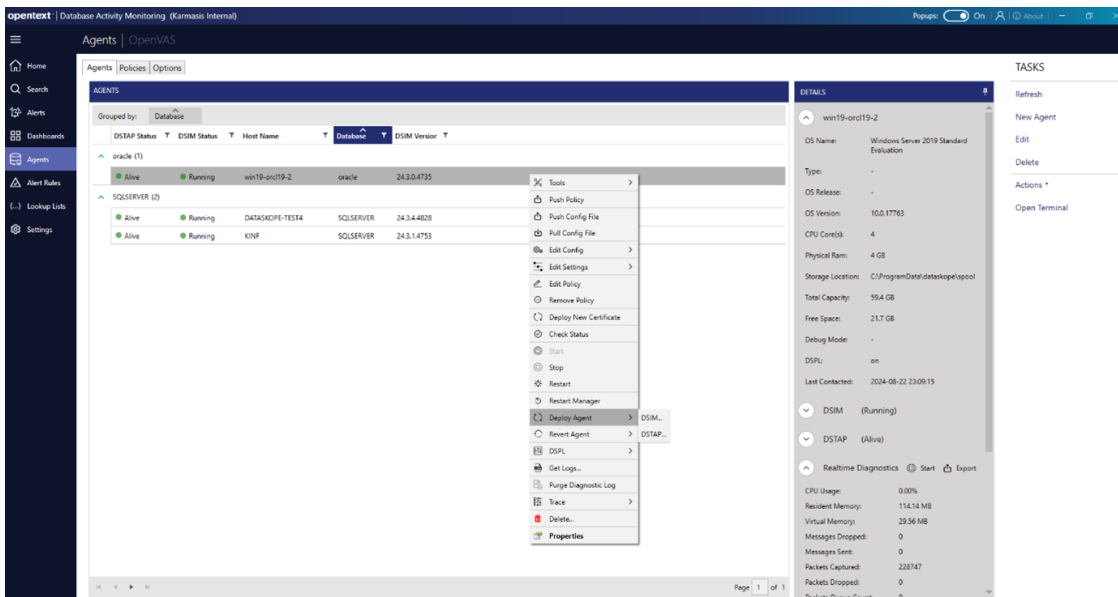 opentext | Database Activity Monitoring (Karmasis Internal)
Popups: On About
Agents | OpenVAS
Home
Search
Alerts
Dashboards
Agents
Alert Rules
Lookup Lists
Settings
Agents Policies Options
AGENTS
Grouped by: Database
DSTAP Status DSIM Status Host Name Database DSIM Version
oracle (1)
Alive Running win19-orcl19-2 oracle 24.3.0.4735
SQLSERVER (2)
Alive Running DATASKOPE-TEST4 SQLSERVER 24.3.4.4828
Alive Running KINF SQLSERVER 24.3.1.4753
Tools
Push Policy
Push Config File
Pull Config File
Edit Config
Edit Settings
Edit Policy
Remove Policy
Deploy New Certificate
Check Status
Start
Stop
Restart
Restart Manager
Deploy Agent
DSIM...
Revert Agent
DSTAP...
DSPL
Get Logs...
Purge Diagnostic Log
Trace
Delete...
Properties
Page 1 of 1
DETAILS
win19-orcl19-2
OS Name: Windows Server 2019 Standard
Evaluation
Type: -
OS Release: -
OS Version: 10.0.17763
CPU Core(s): 4
Physical Ram: 4 GB
Storage Location: C:\ProgramData\dataskope\spool
Total Capacity: 59.4 GB
Free Space: 21.7 GB
Debug Mode: -
DSPL: on
Last Contacted: 2024-08-22 23:09:15
DSIM (Running)
DSTAP (Alive)
Realtime Diagnostics Start Export
CPU Usage: 0.00%
Resident Memory: 114.14 MB
Virtual Memory: 29.56 MB
Messages Dropped: 0
Messages Sent: 0
Packets Captured: 228747
Packets Dropped: 0
Packets Queue Count: 0
TASKS
Refresh
New Agent
Edit
Delete
Actions
Open Terminal